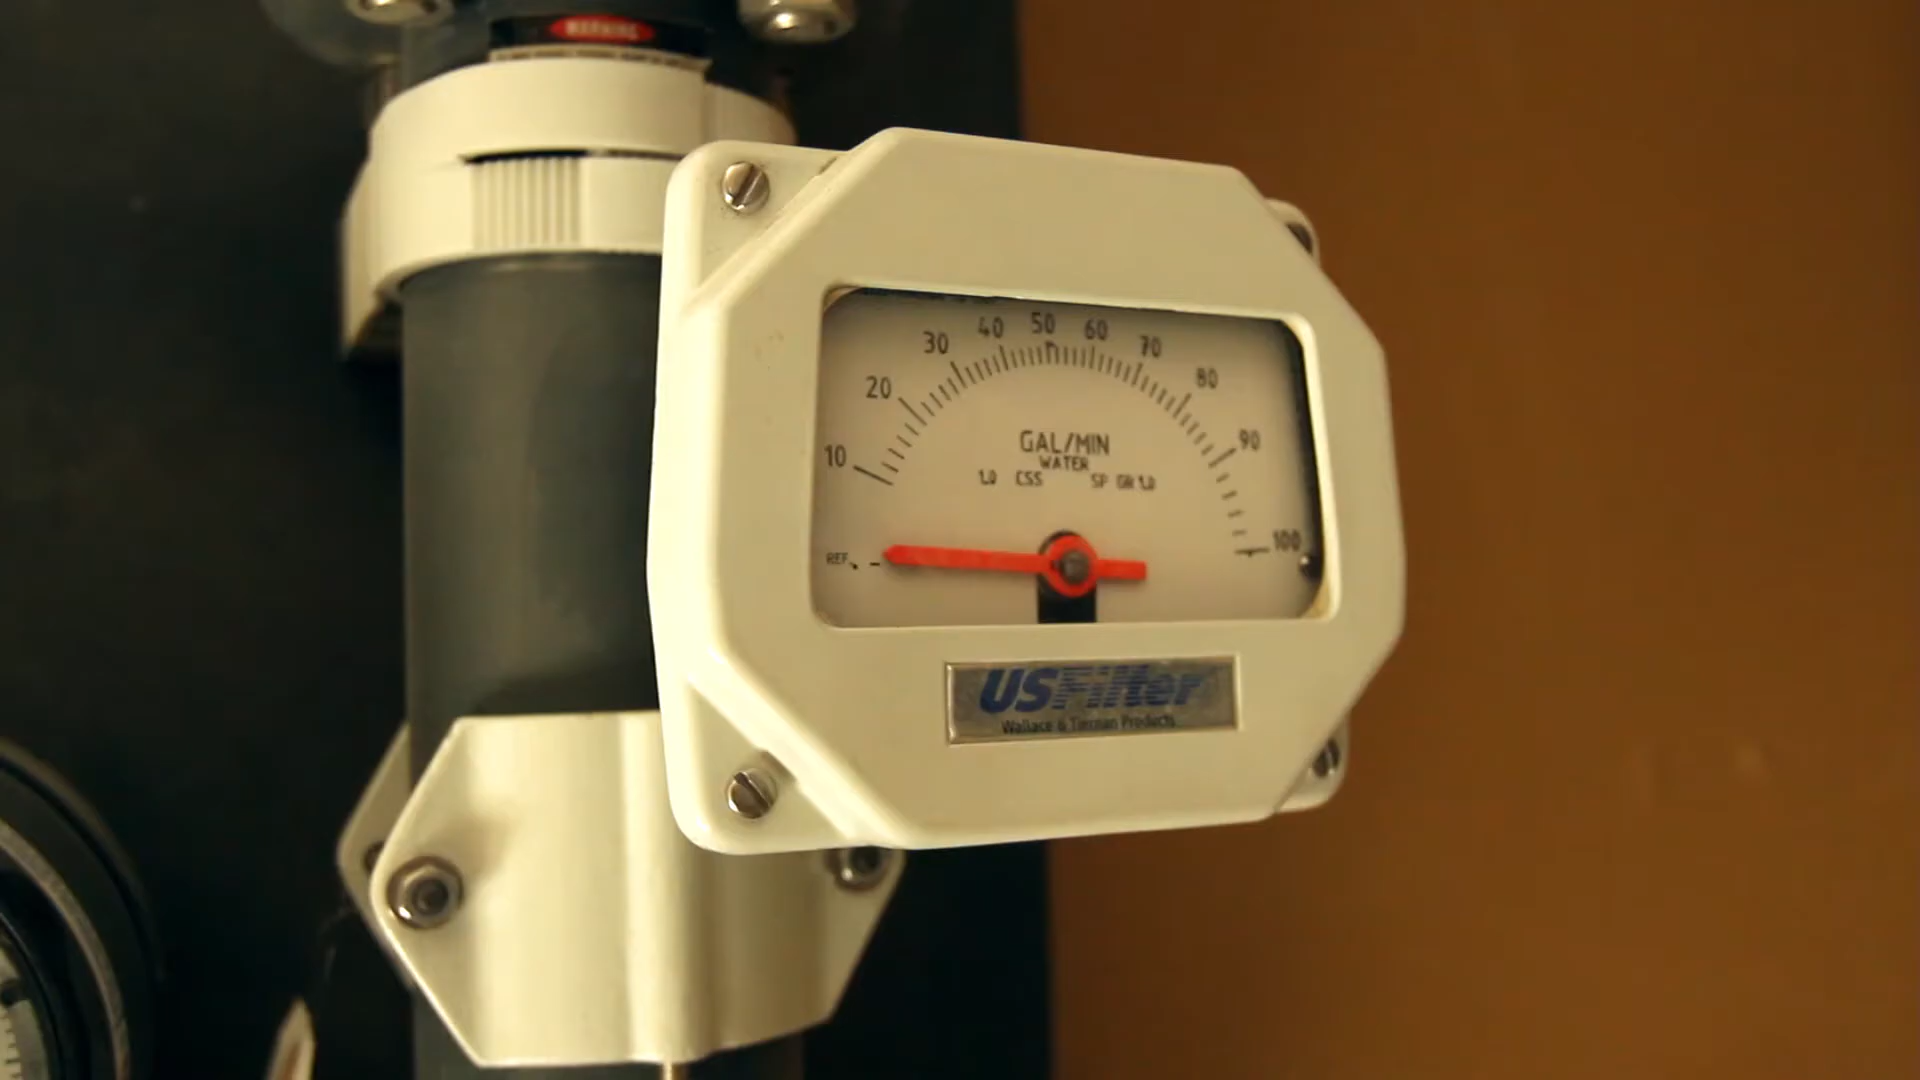 WARNING
10 20 30 40 50 60 70 80 90 100
GAL/MIN
WATER
1.0 CSS SP GR 1.0
REF.
USFilter
Wallace & Tiernan Products